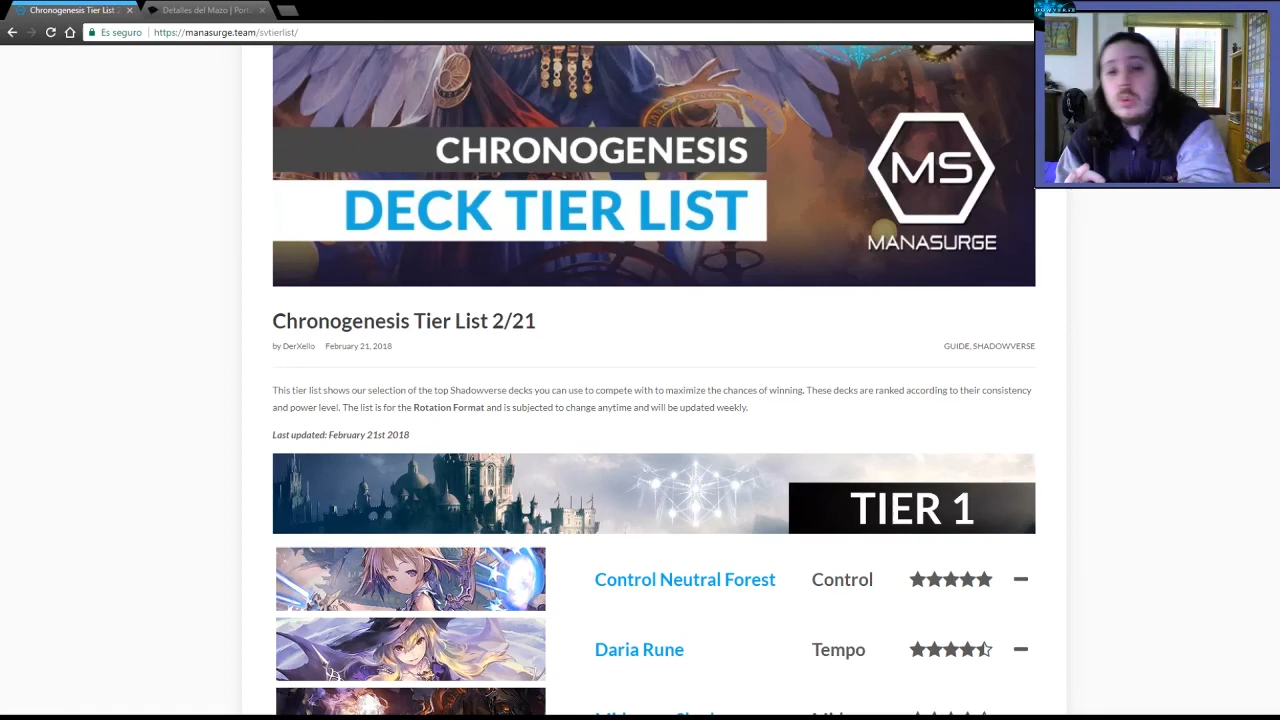 Chronogenesis Tier List
Detalles del Mazo | Port
Es seguro
https://manasurge.team/svtierlist/
CHRONOGENESIS
DECK TIER LIST
MS
MANASURGE
Chronogenesis Tier List 2/21
by DerXello February 21, 2018 GUIDE, SHADOWVERSE
This tier list shows our selection of the top Shadowverse decks you can use to compete with to maximize the chances of winning. These decks are ranked according to their consistency
and power level. The list is for the Rotation Format and is subjected to change anytime and will be updated weekly.
Last updated: February 21st 2018
TIER 1
Control Neutral Forest Control
Daria Rune Tempo